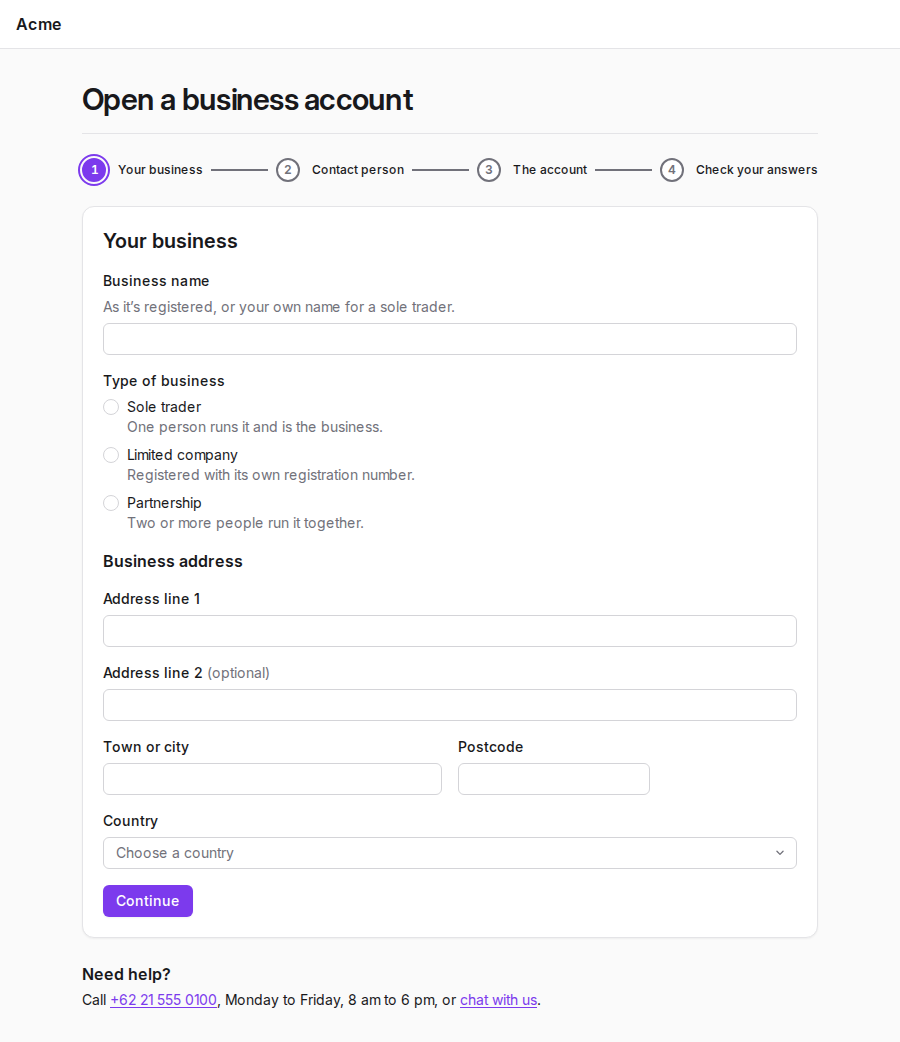 Acme
Open a business account
1 Your business 2 Contact person 3 The account 4 Check your answers
Your business
Business name
As it’s registered, or your own name for a sole trader.
Type of business
Sole trader
One person runs it and is the business.
Limited company
Registered with its own registration number.
Partnership
Two or more people run it together.
Business address
Address line 1
Address line 2 (optional)
Town or city Postcode
Country
Choose a country
Continue
Need help?
Call +62 21 555 0100, Monday to Friday, 8 am to 6 pm, or chat with us.